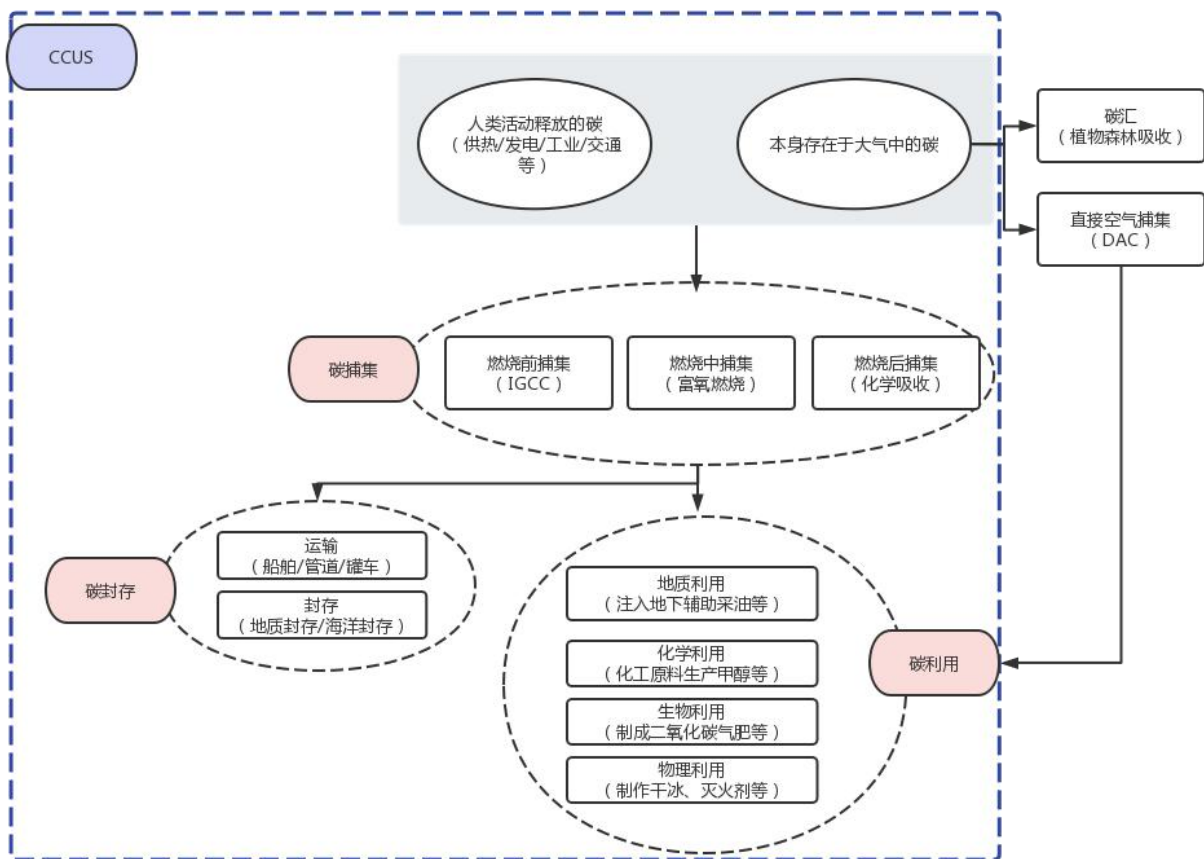 CCUS
人类活动释放的碳
（供热/发电/工业/交通
等）
本身存在于大气中的碳
碳汇
（植物森林吸收）
直接空气捕集
（DAC）
碳捕集
燃烧前捕集
（IGCC）
燃烧中捕集
（富氧燃烧）
燃烧后捕集
（化学吸收）
碳封存
运输
（船舶/管道/罐车）
封存
（地质封存/海洋封存）
地质利用
（注入地下辅助采油等）
化学利用
（化工原料生产甲醇等）
生物利用
（制成二氧化碳气肥等）
物理利用
（制作干冰、灭火剂等）
碳利用